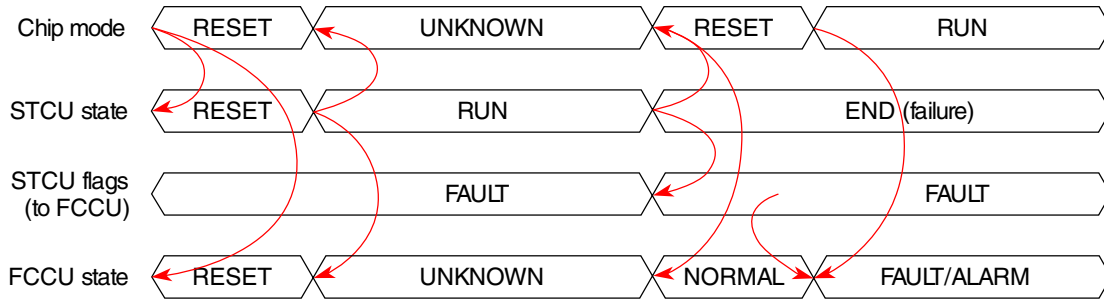 Chip mode RESET UNKNOWN RESET RUN
STCU state RESET RUN END (failure)
STCU flags
(to FCCU) FAULT FAULT
FCCU state RESET UNKNOWN NORMAL FAULT/ALARM